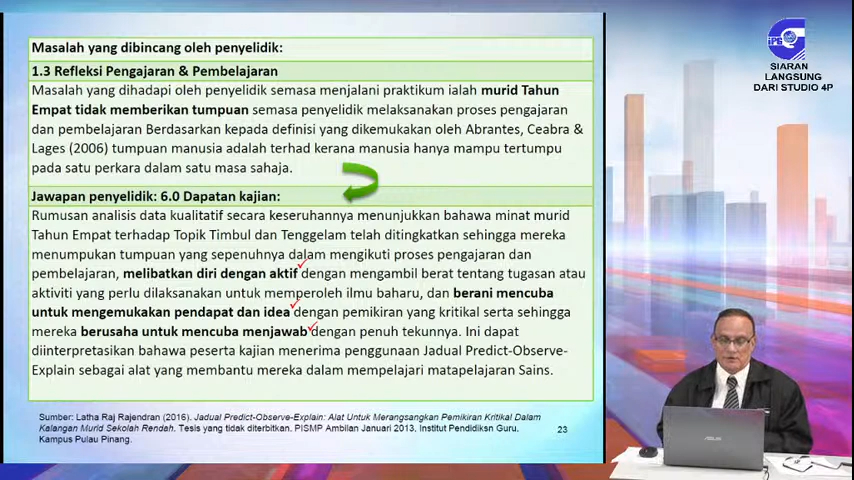 Masalah yang dibincang oleh penyelidik:
1.3 Refleksi Pengajaran & Pembelajaran
Masalah yang dihadapi oleh penyelidik semasa menjalani praktikum ialah murid Tahun
Empat tidak memberikan tumpuan semasa penyelidik melaksanakan proses pengajaran
dan pembelajaran Berdasarkan kepada definisi yang dikemukakan oleh Abrantes, Ceabra &
Lages (2006) tumpuan manusia adalah terhad kerana manusia hanya mampu tertumpu
pada satu perkara dalam satu masa sahaja.
Jawapan penyelidik: 6.0 Dapatan kajian:
Rumusan analisis data kualitatif secara keseruhannya menunjukkan bahawa minat murid
Tahun Empat terhadap Topik Timbul dan Tenggelam telah ditingkatkan sehingga mereka
menumpukan tumpuan yang sepenuhnya dalam mengikuti proses pengajaran dan
pembelajaran, melibatkan diri dengan aktif dengan mengambil berat tentang tugasan atau
aktiviti yang perlu dilaksanakan untuk memperoleh ilmu baharu, dan berani mencuba
untuk mengemukakan pendapat dan idea dengan pemikiran yang kritikal serta sehingga
mereka berusaha untuk mencuba menjawab dengan penuh tekunnya. Ini dapat
diinterpretasikan bahawa peserta kajian menerima penggunaan Jadual Predict-Observe-
Explain sebagai alat yang membantu mereka dalam mempelajari matapelajaran Sains.
Sumber: Latha Raj Rajendran (2016). Jadual Predict-Observe-Explain: Alat Untuk Merangsangkan Pemikiran Kritikal Dalam
Kalangan Murid Sekolah Rendah. Tesis yang tidak diterbitkan. PISMP Ambilan Januari 2013, Institut Pendidiksn Guru,
Kampus Pulau Pinang.
23
SIARAN
LANGSUNG
DARI STUDIO 4P
ASUS